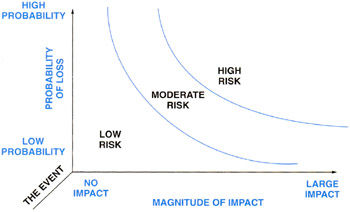 HIGH
PROBABILITY
PROBABILITY
OF LOSS
LOW
PROBABILITY
HIGH
RISK
MODERATE
RISK
LOW
RISK
THE EVENT
NO
IMPACT
MAGNITUDE OF IMPACT
LARGE
IMPACT